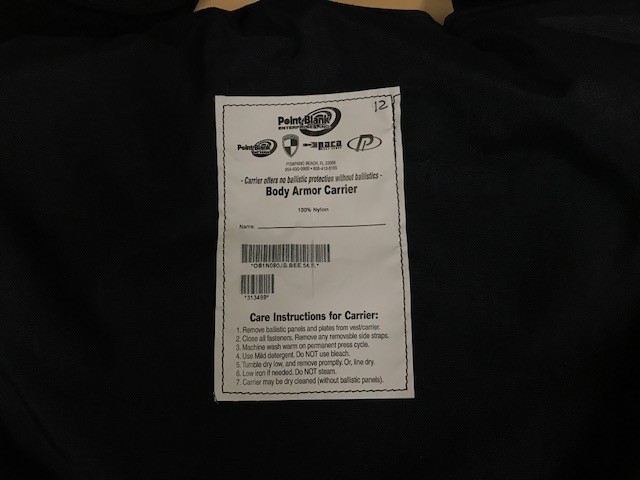 12
Point Blank
ENTERPRISES, INC.
Point Blank
paca
POMPANO BEACH, FL 33069
- Carrier offers no ballistic protection without ballistics -
Body Armor Carrier
100% Nylon
Name:
*313499*
Care Instructions for Carrier:
1. Remove ballistic panels and plates from vest/carrier.
2. Close all fasteners. Remove any removable side straps.
3. Machine wash warm on permanent press cycle.
4. Use Mild detergent. Do NOT use bleach.
5. Tumble dry low, and remove promptly. Or, line dry.
6. Low iron if needed. Do NOT steam.
7. Carrier may be dry cleaned (without ballistic panels).